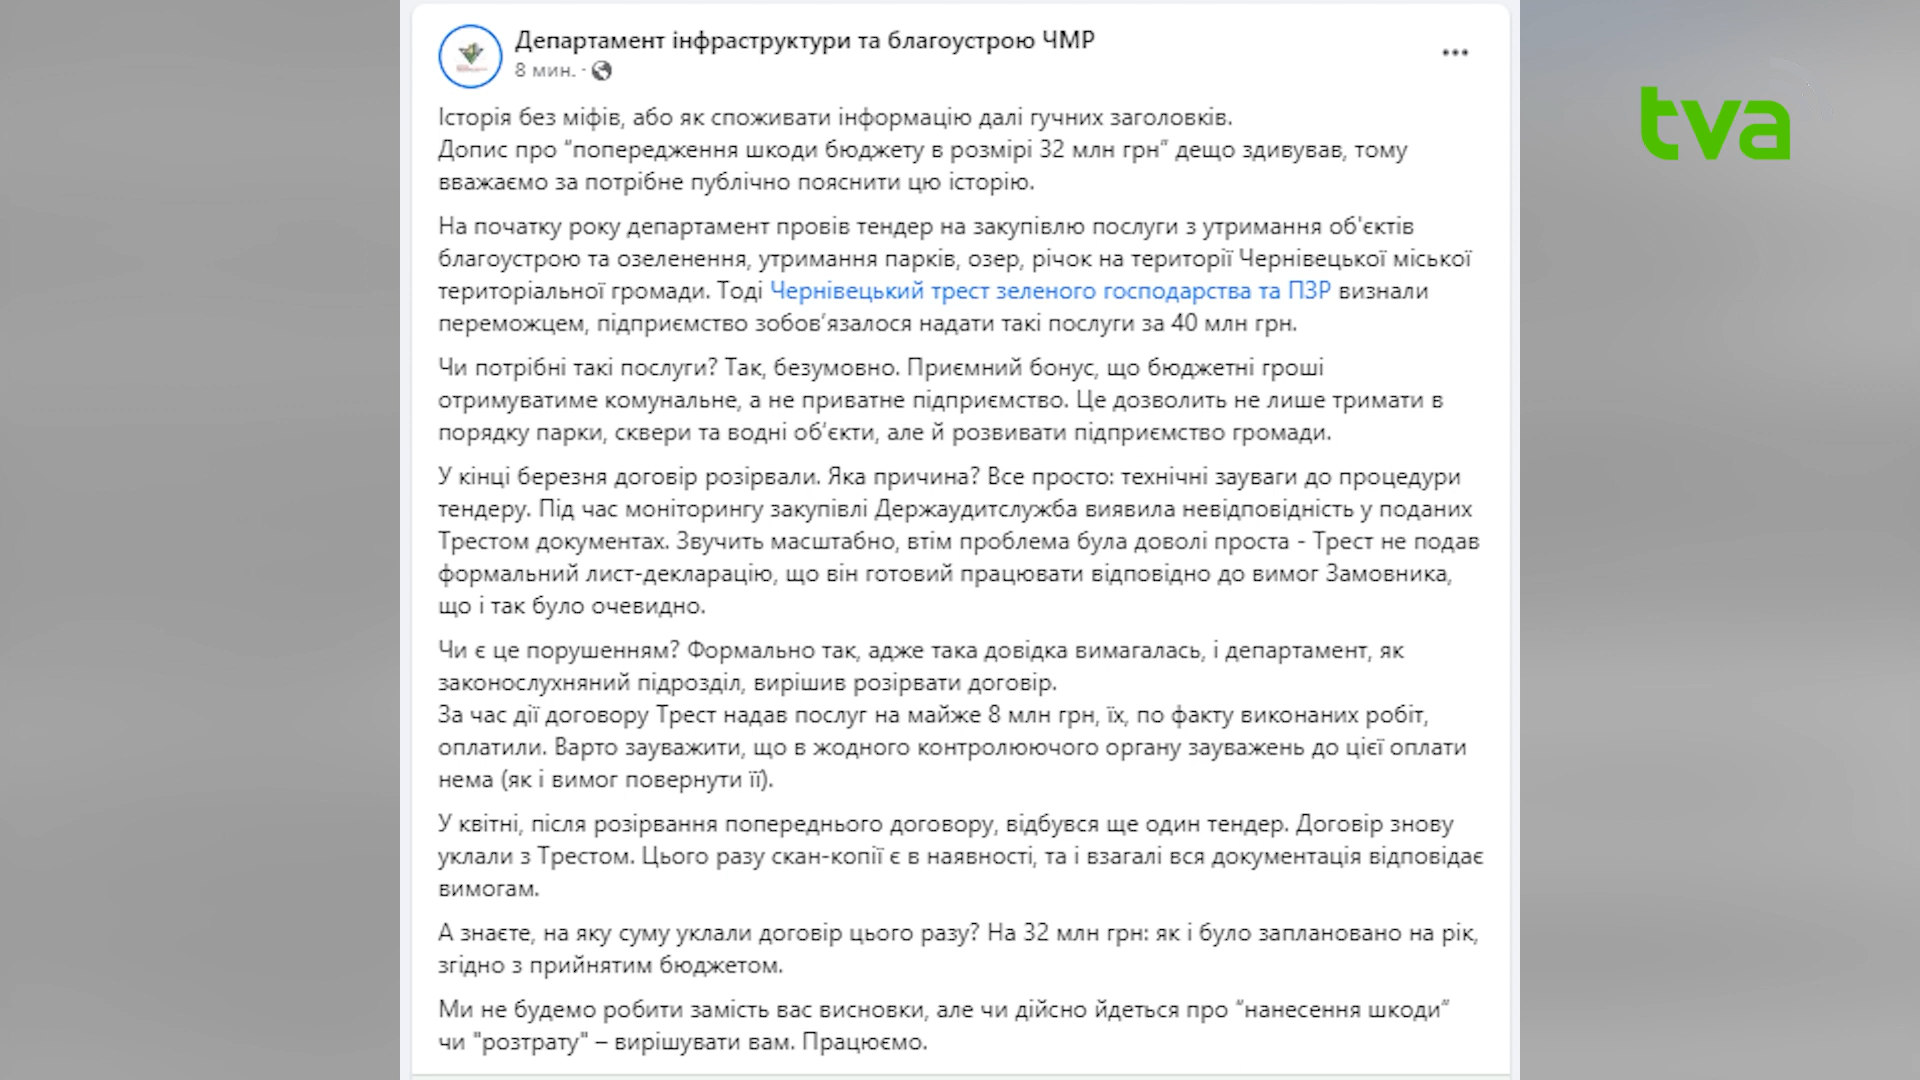 Департамент інфраструктури та благоустрою ЧМР
8 мин. ·
tva
Історія без міфів, або як споживати інформацію далі гучних заголовків.
Допис про “попередження шкоди бюджету в розмірі 32 млн грн” дещо здивував, тому
вважаємо за потрібне публічно пояснити цю історію.
На початку року департамент провів тендер на закупівлю послуги з утримання об'єктів
благоустрою та озеленення, утримання парків, озер, річок на території Чернівецької міської
територіальної громади. Тоді Чернівецький трест зеленого господарства та ПЗР визнали
переможцем, підприємство зобов’язалося надати такі послуги за 40 млн грн.
Чи потрібні такі послуги? Так, безумовно. Приємний бонус, що бюджетні гроші
отримуватиме комунальне, а не приватне підприємство. Це дозволить не лише тримати в
порядку парки, сквери та водні об’єкти, але й розвивати підприємство громади.
У кінці березня договір розірвали. Яка причина? Все просто: технічні зауваги до процедури
тендеру. Під час моніторингу закупівлі Держаудитслужба виявила невідповідність у поданих
Трестом документах. Звучить масштабно, втім проблема була доволі проста - Трест не подав
формальний лист-декларацію, що він готовий працювати відповідно до вимог Замовника,
що і так було очевидно.
Чи є це порушенням? Формально так, адже така довідка вимагалась, і департамент, як
законослухняний підрозділ, вирішив розірвати договір.
За час дії договору Трест надав послуг на майже 8 млн грн, їх, по факту виконаних робіт,
оплатили. Варто зауважити, що в жодного контролюючого органу зауважень до цієї оплати
нема (як і вимог повернути її).
У квітні, після розірвання попереднього договору, відбувся ще один тендер. Договір знову
уклали з Трестом. Цього разу скан-копії є в наявності, та і взагалі вся документація відповідає
вимогам.
А знаєте, на яку суму уклали договір цього разу? На 32 млн грн: як і було заплановано на рік,
згідно з прийнятим бюджетом.
Ми не будемо робити замість вас висновки, але чи дійсно йдеться про “нанесення шкоди”
чи "розтрату" – вирішувати вам. Працюємо.